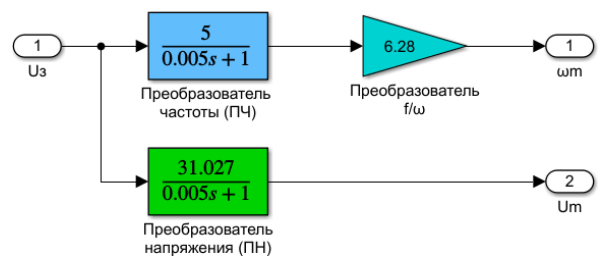 1
Uз
5
0.005s + 1
Преобразователь
частоты (ПЧ)
6.28
Преобразователь
f/ω
1
ωm
31.027
0.005s + 1
Преобразователь
напряжения (ПН)
2
Um